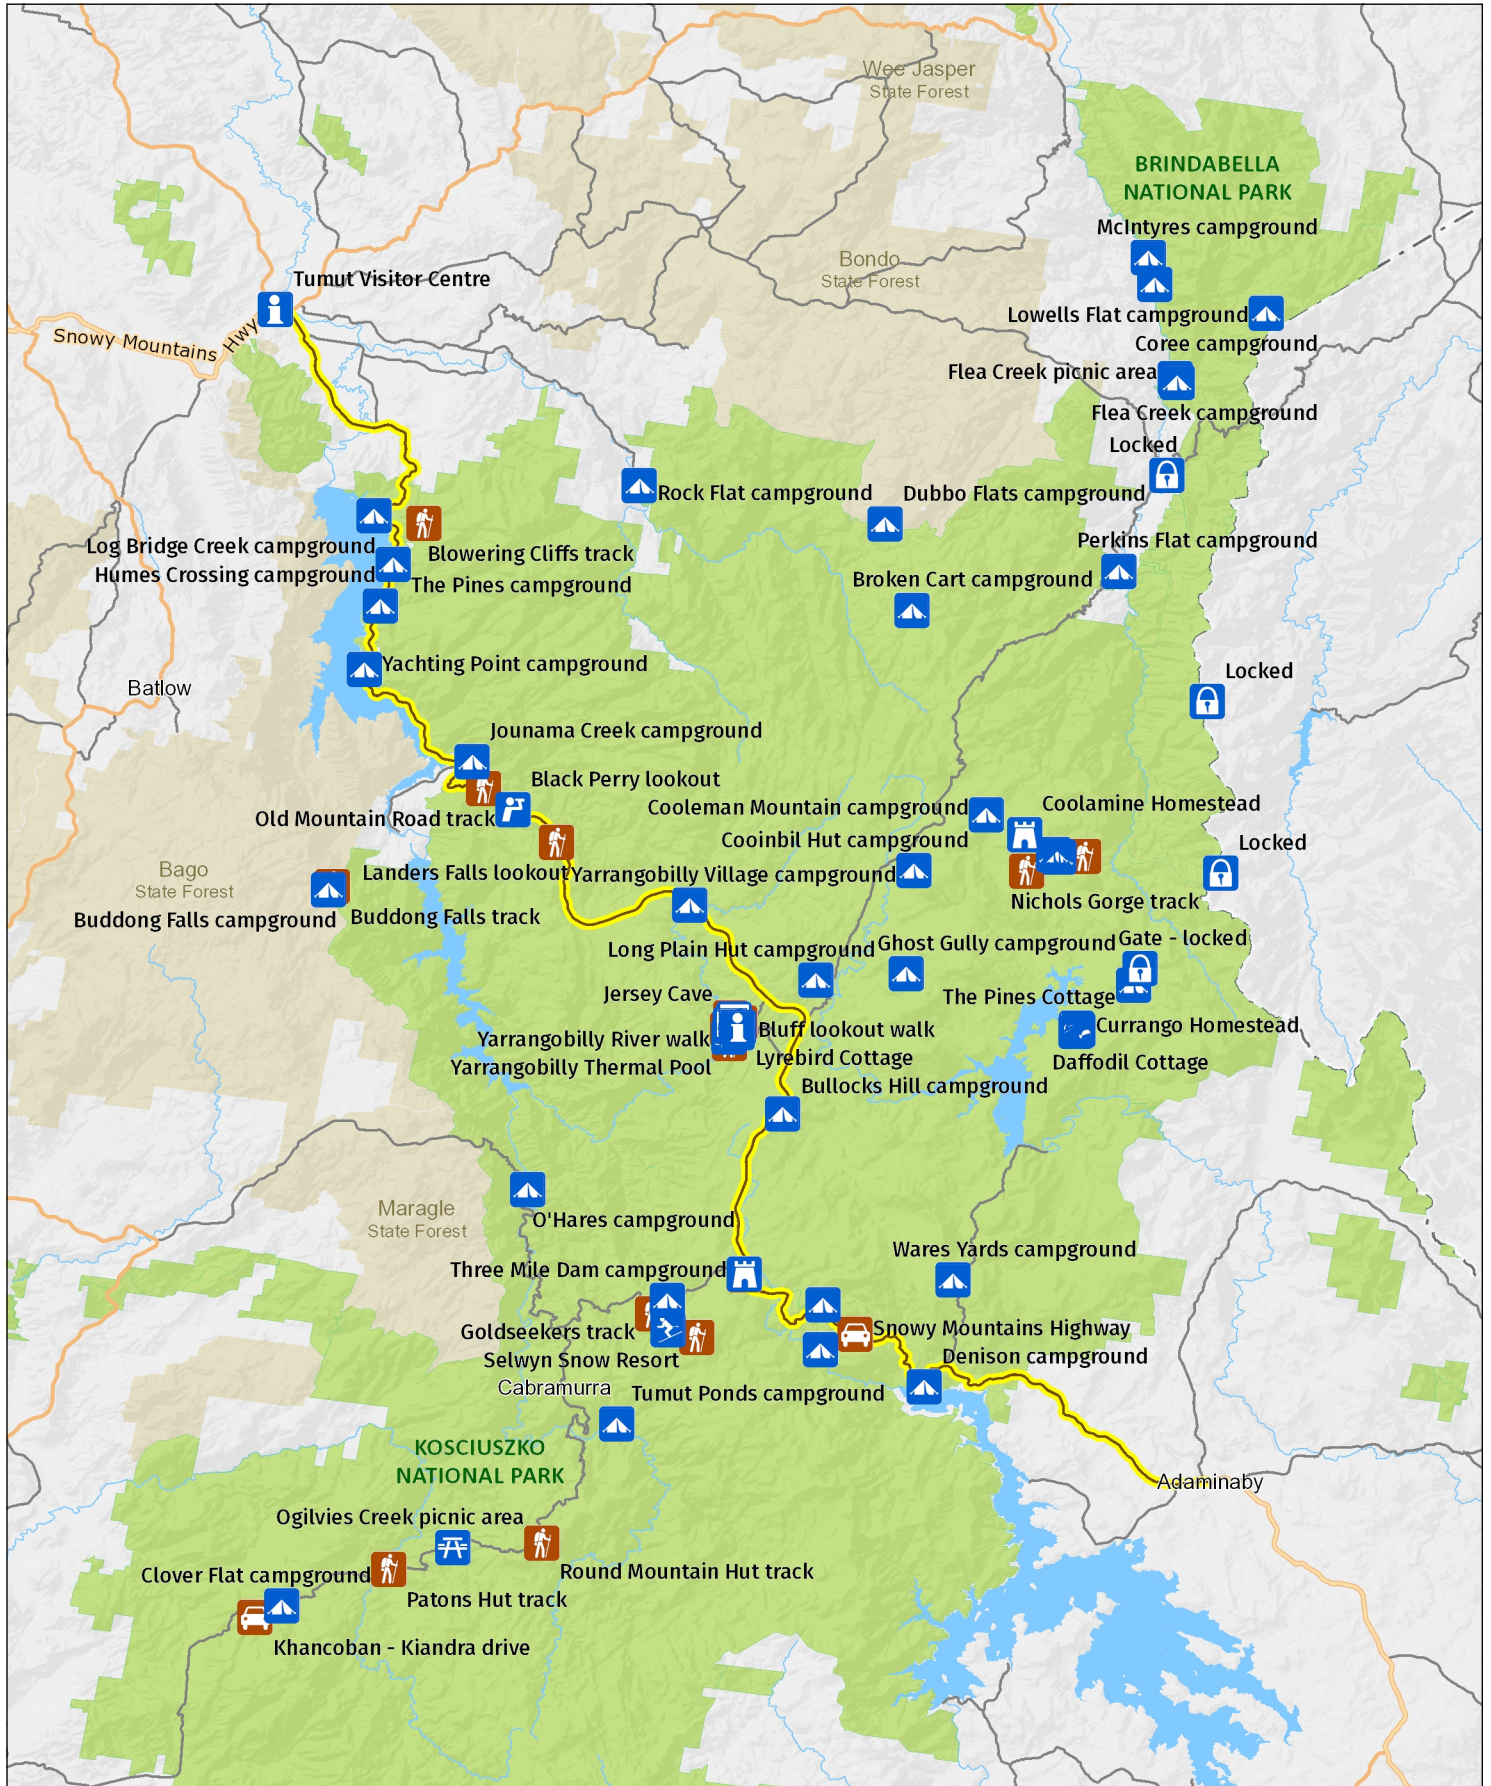 Wee Jasper
State Forest
BRINDABELLA
NATIONAL PARK
McIntyres campground
Bondo
State Forest
Tumut Visitor Centre
Lowells Flat campground
Snowy Mountains Hwy
Coree campground
Flea Creek picnic area
Flea Creek campground
Locked
Rock Flat campground
Dubbo Flats campground
Log Bridge Creek campground
Blowering Cliffs track
Perkins Flat campground
Humes Crossing campground
The Pines campground
Broken Cart campground
Yachting Point campground
Locked
Batlow
Jounama Creek campground
Black Perry lookout
Cooleman Mountain campground
Coolamine Homestead
Old Mountain Road track
Cooinbil Hut campground
Locked
Bago
State Forest
Landers Falls lookout
Yarrangobilly Village campground
Nichols Gorge track
Buddong Falls campground
Buddong Falls track
Long Plain Hut campground
Ghost Gully campground
Gate - locked
Jersey Cave
The Pines Cottage
Yarrangobilly River walk
Bluff lookout walk
Currango Homestead
Yarrangobilly Thermal Pool
Lyrebird Cottage
Daffodil Cottage
Bullocks Hill campground
Maragle
State Forest
O'Hares campground
Wares Yards campground
Three Mile Dam campground
Goldseekers track
Snowy Mountains Highway
Selwyn Snow Resort
Denison campground
Cabramurra
Tumut Ponds campground
KOSCIUSZKO
NATIONAL PARK
Adaminaby
Ogilvies Creek picnic area
Clover Flat campground
Round Mountain Hut track
Patons Hut track
Khancoban - Kiandra drive